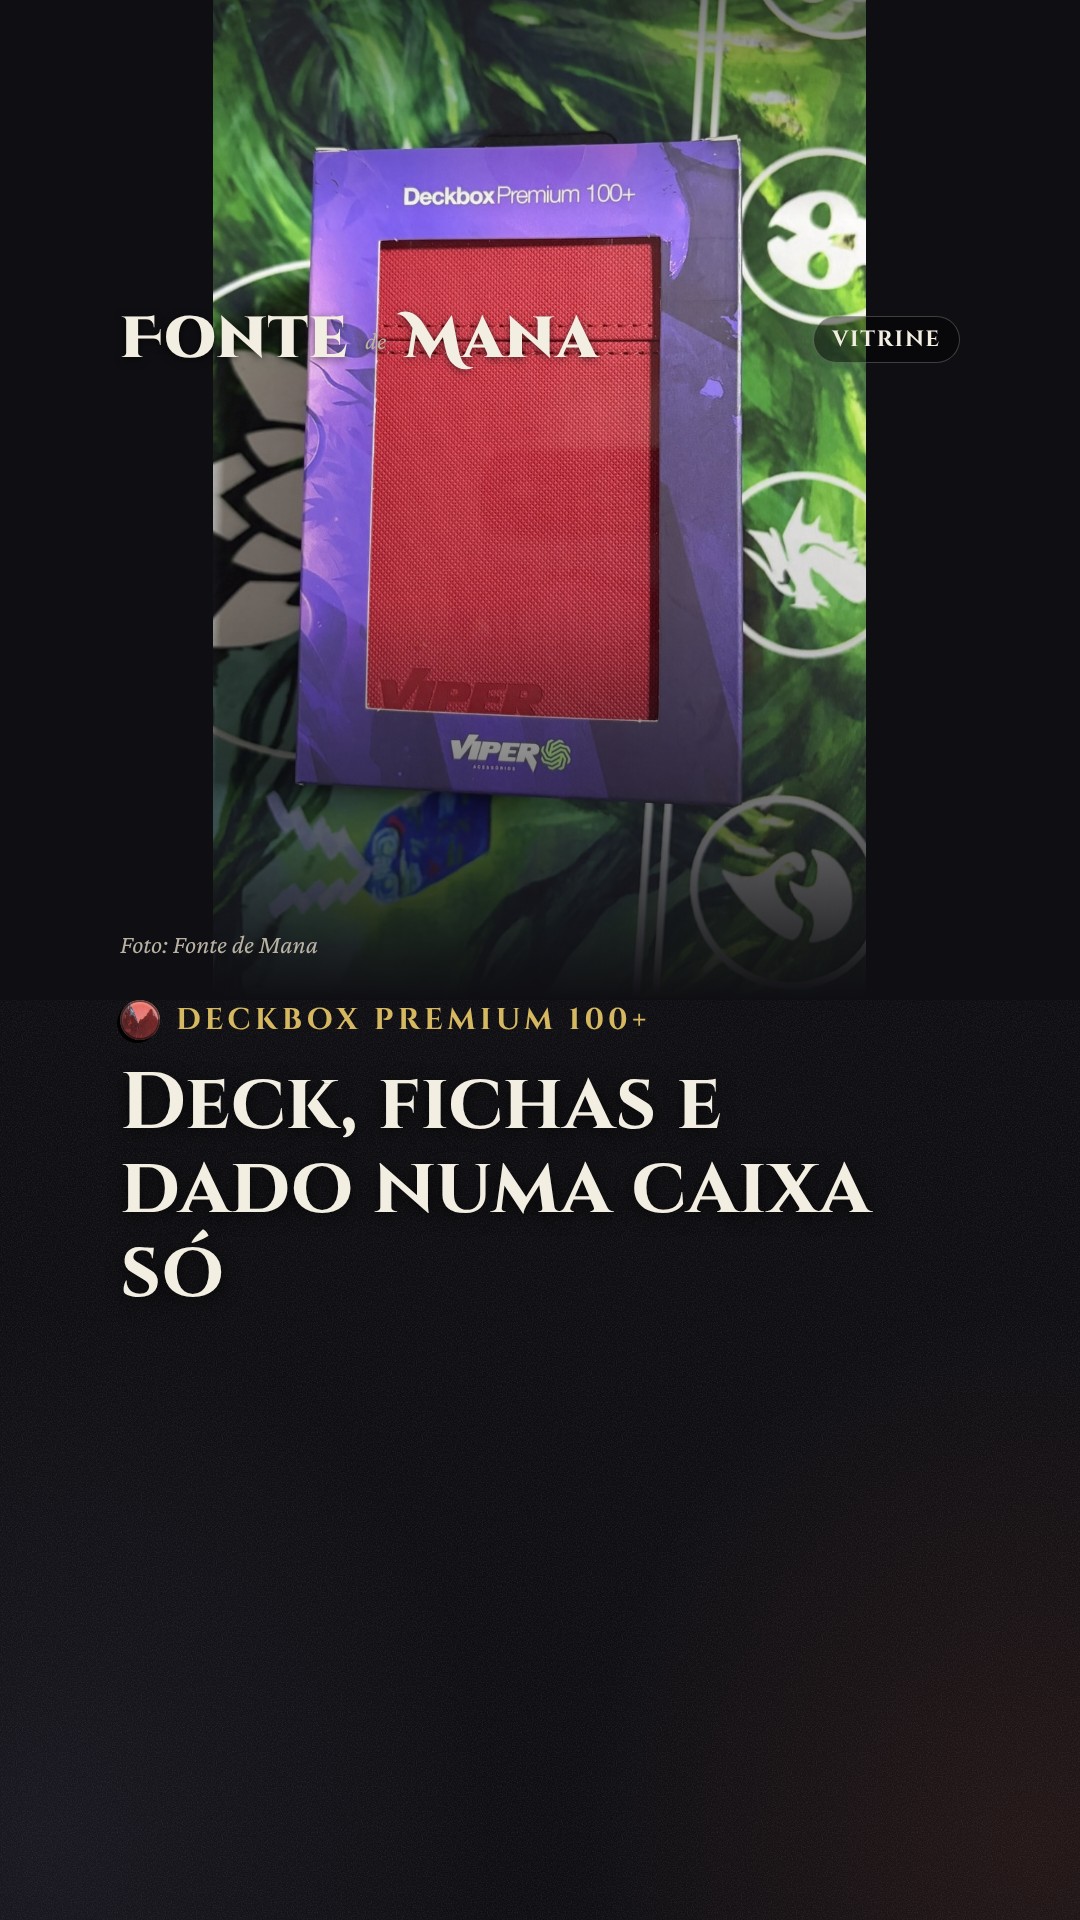 Deckbox Premium 100+
FONTE de MANA
VITRINE
VIPER
VIPER
ACESSÓRIOS
Foto: Fonte de Mana
DECKBOX PREMIUM 100+
DECK, FICHAS E
DADO NUMA CAIXA
SÓ